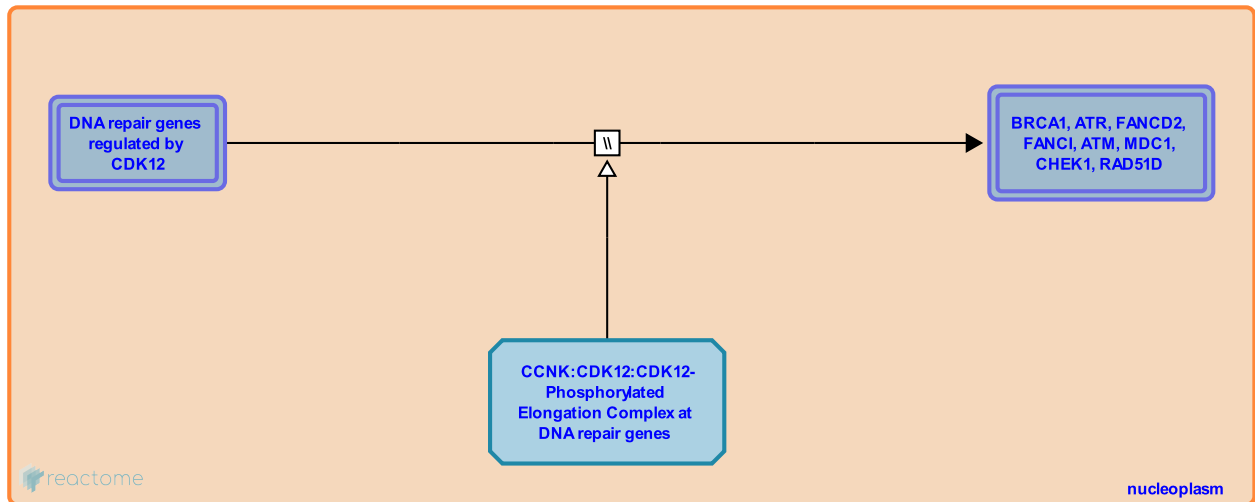 DNA repair genes
regulated by
CDK12
\\
BRCA1, ATR, FANCD2,
FANCI, ATM, MDC1,
CHEK1, RAD51D
CCNK:CDK12:CDK12-
Phosphorylated
Elongation Complex at
DNA repair genes
reactome
nucleoplasm